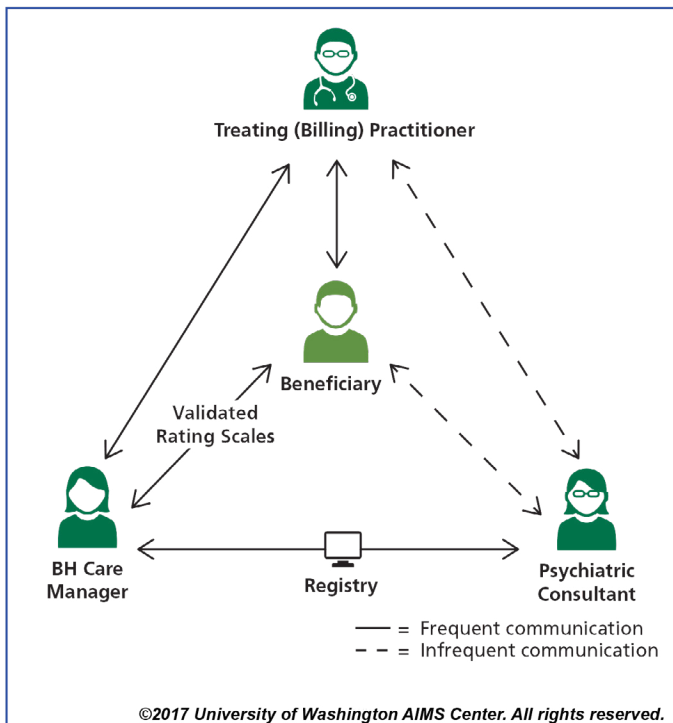 Treating (Billing) Practitioner
Beneficiary
Validated
Rating Scales
BH Care
Manager
Registry
Psychiatric
Consultant
= Frequent communication
= Infrequent communication
©2017 University of Washington AIMS Center. All rights reserved.